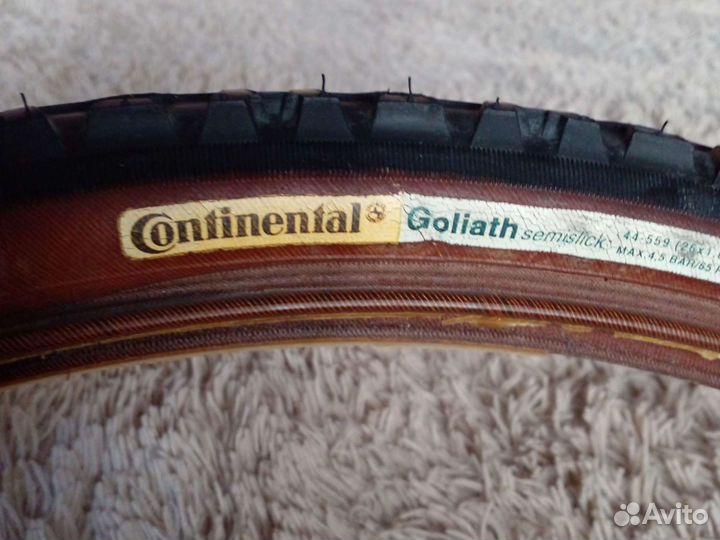 Continental Goliath semislick
44-559 (26x1.
MAX. 4,5 BAR/65
Avito